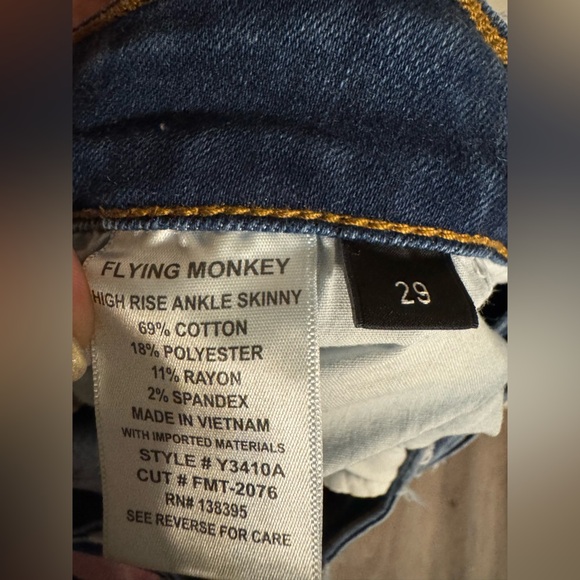 FLYING MONKEY
HIGH RISE ANKLE SKINNY
69% COTTON
18% POLYESTER
11% RAYON
2% SPANDEX
MADE IN VIETNAM
WITH IMPORTED MATERIALS
STYLE # Y3410A
CUT # FMT-2076
RN# 138395
SEE REVERSE FOR CARE
29